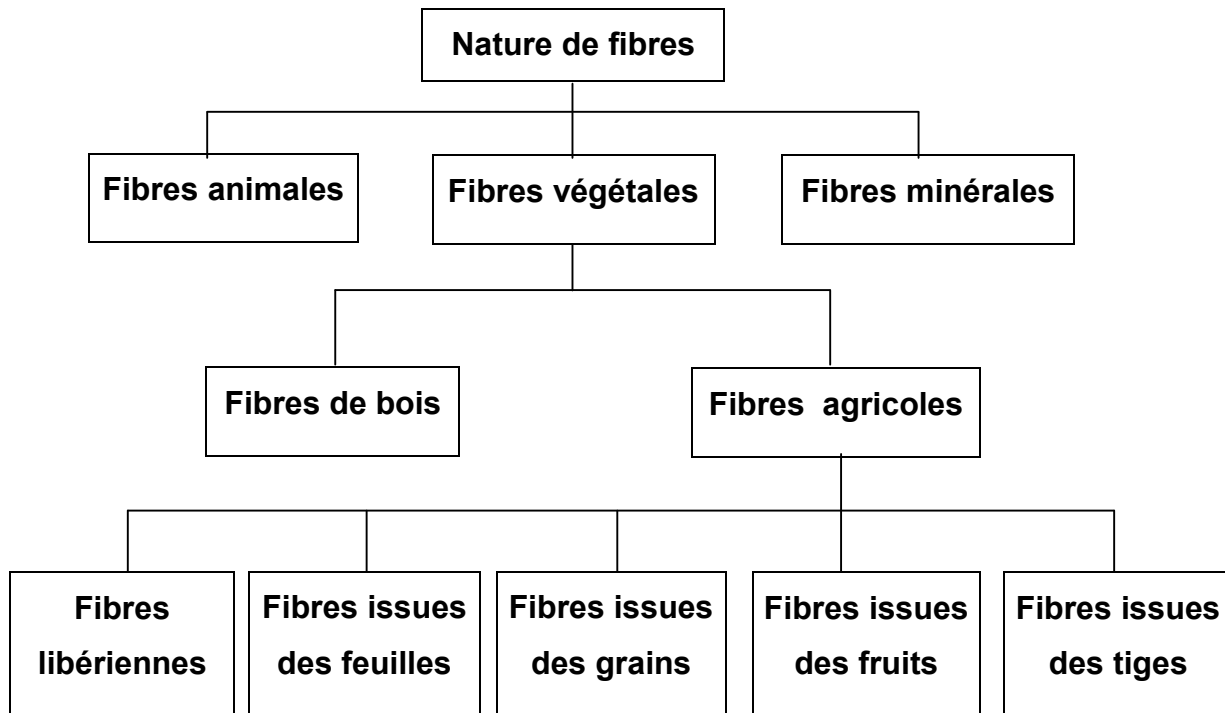 Nature de fibres
Fibres animales
Fibres végétales
Fibres minérales
Fibres de bois
Fibres agricoles
Fibres
libériennes
Fibres issues
des feuilles
Fibres issues
des grains
Fibres issues
des fruits
Fibres issues
des tiges